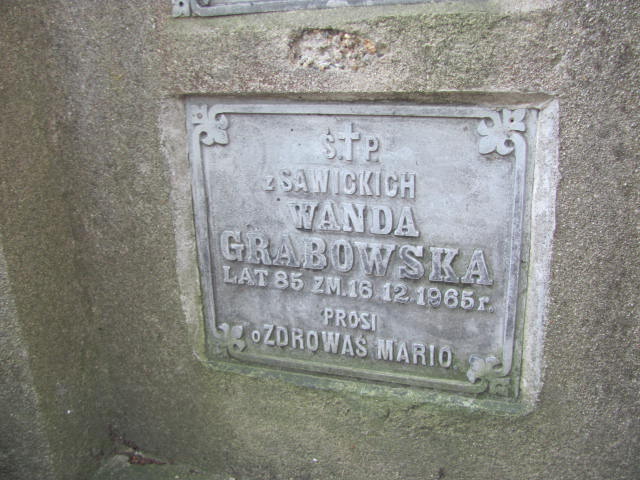 Ś.†P.
z SAWICKICH
WANDA
GRABOWSKA
LAT 85 ZM. 16.12.1965 r.
PROSI
o ZDROWAŚ MARIO